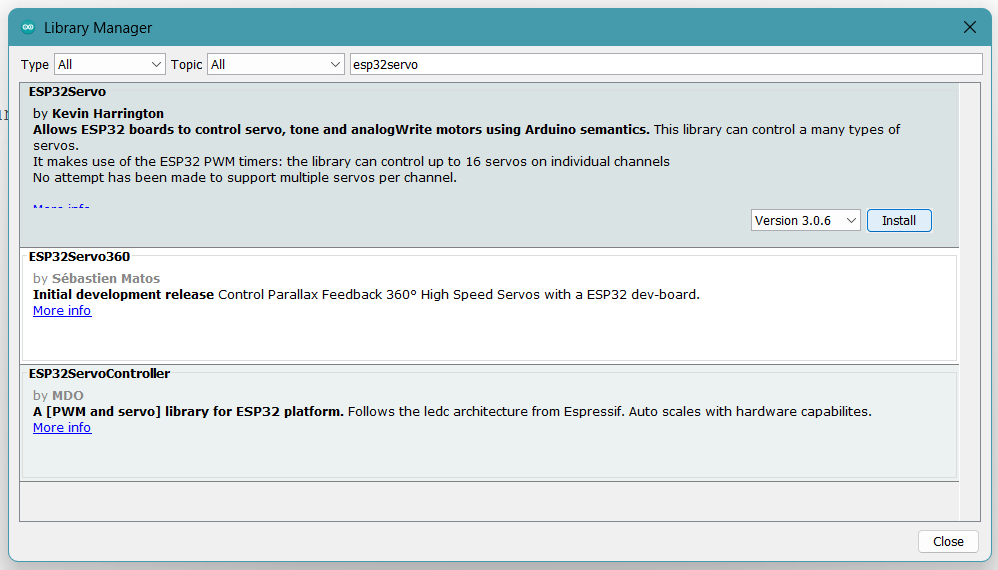 Library Manager
Type All Topic All esp32servo
ESP32Servo
by Kevin Harrington
Allows ESP32 boards to control servo, tone and analogWrite motors using Arduino semantics. This library can control a many types of
servos.
It makes use of the ESP32 PWM timers: the library can control up to 16 servos on individual channels
No attempt has been made to support multiple servos per channel.
More info
Version 3.0.6 Install
ESP32Servo360
by Sébastien Matos
Initial development release Control Parallax Feedback 360° High Speed Servos with a ESP32 dev-board.
More info
ESP32ServoController
by MDO
A [PWM and servo] library for ESP32 platform. Follows the ledc architecture from Espressif. Auto scales with hardware capabilites.
More info
Close